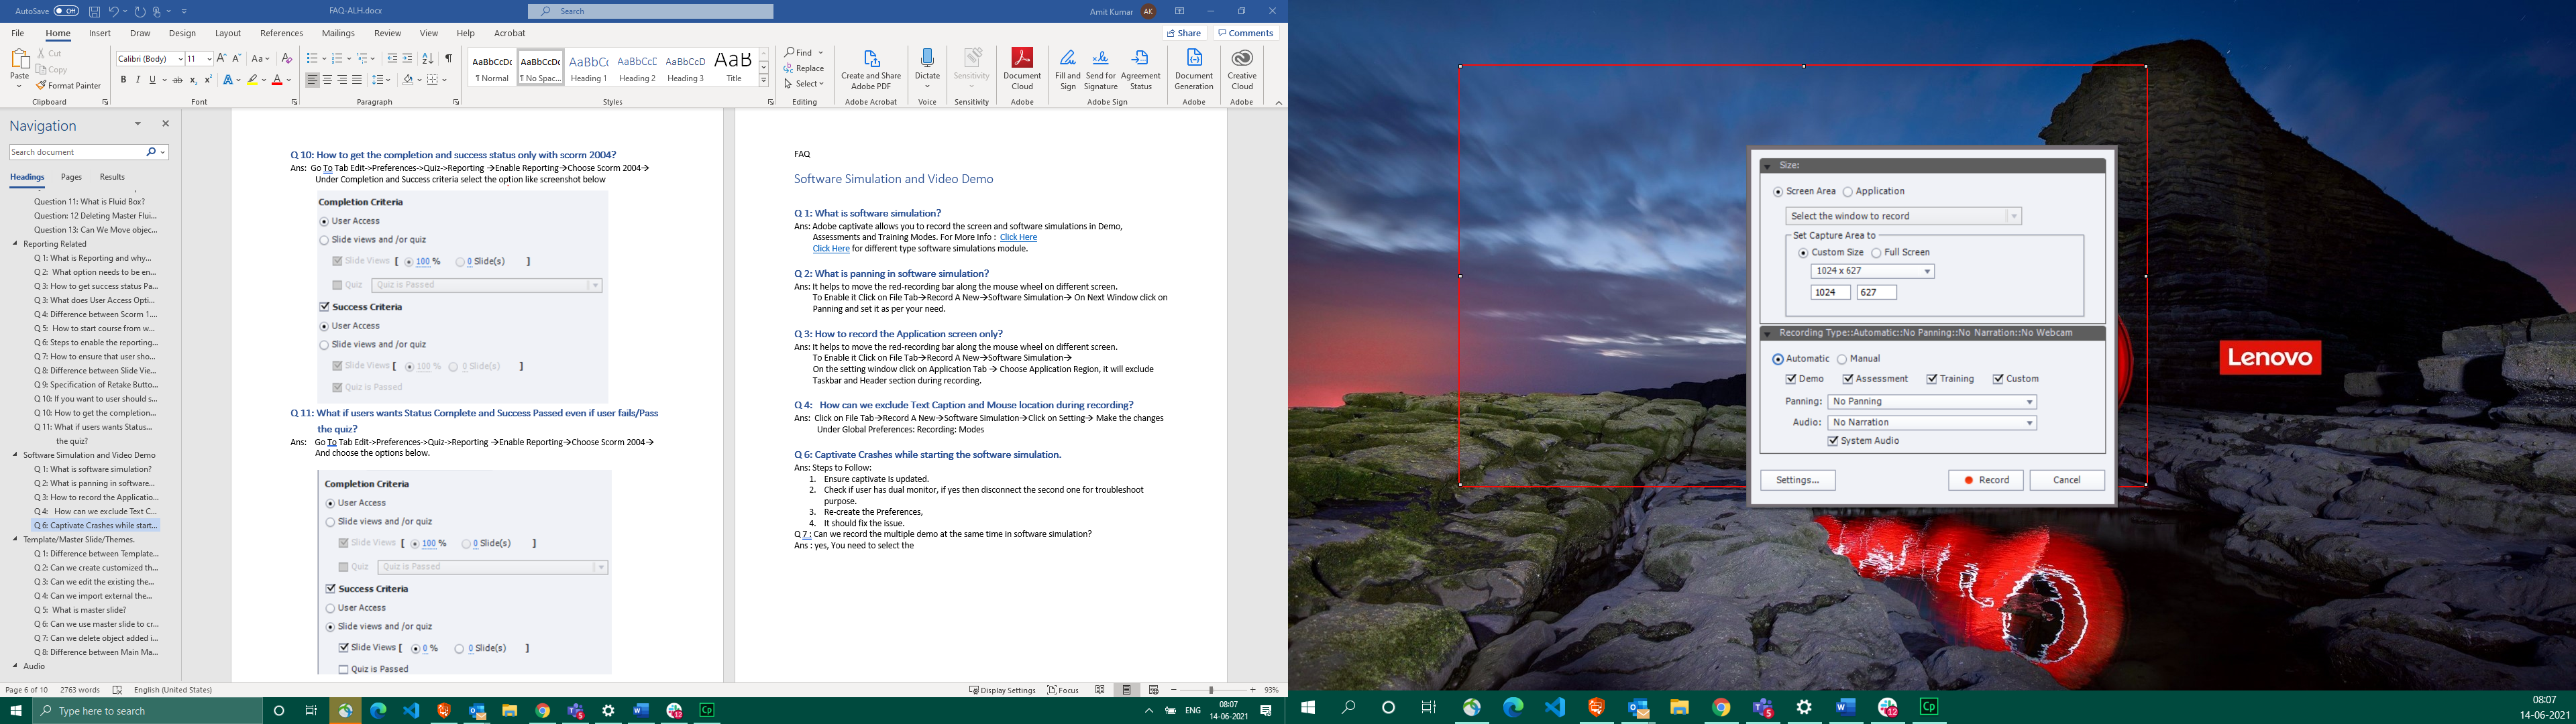 AutoSave Off FAQ-ALH.docx Search Amit Kumar AK
File Home Insert Draw Design Layout References Mailings Review View Help Acrobat Share Comments
Paste Cut Copy Format Painter
Calibri (Body) 11
AaBbCcDc AaBbCcDc AaBbCc AaBbCcD AaBbCcD AaB
¶ Normal ¶ No Spac... Heading 1 Heading 2 Heading 3 Title
Find Replace Select
Create and Share Adobe PDF
Dictate
Sensitivity
Document Cloud
Fill and Sign
Send for Signature
Agreement Status
Document Generation
Creative Cloud
Clipboard Font Paragraph Styles Editing Adobe Acrobat Voice Sensitivity Adobe Adobe Sign Adobe Adobe
Navigation
Search document
Headings Pages Results
Question 11: What is Fluid Box?
Question: 12 Deleting Master Flui...
Question 13: Can We Move objec...
Reporting Related
Q 1: What is Reporting and why...
Q 2: What option needs to be en...
Q 3: How to get success status Pa...
Q 3: What does User Access Opti...
Q 4: Difference between Scorm 1....
Q 5: How to start course from w...
Q 6: Steps to enable the reporting...
Q 7: How to ensure that user sho...
Q 8: Difference between Slide Vie...
Q 9: Specification of Retake Butto...
Q 10: If you want to user should s...
Q 10: How to get the completion...
Q 11: What if users wants Status...
the quiz?
Software Simulation and Video Demo
Q 1: What is software simulation?
Q 2: What is panning in software...
Q 3: How to record the Applicatio...
Q 4: How can we exclude Text C...
Q 6: Captivate Crashes while start...
Template/Master Slide/Themes.
Q 1: Difference between Template...
Q 2: Can we create customized th...
Q 3: Can we edit the existing the...
Q 4: Can we import external the...
Q 5: What is master slide?
Q 6: Can we use master slide to cr...
Q 7: Can we delete object added i...
Q 8: Difference between Main Ma...
Audio
Q 10: How to get the completion and success status only with scorm 2004?
Ans: Go To Tab Edit->Preferences->Quiz->Reporting →Enable Reporting→Choose Scorm 2004→
Under Completion and Success criteria select the option like screenshot below
Completion Criteria
User Access
Slide views and /or quiz
Slide Views [ 100 % 0 Slide(s) ]
Quiz Quiz is Passed
Success Criteria
User Access
Slide views and /or quiz
Slide Views [ 100 % 0 Slide(s) ]
Quiz is Passed
Q 11: What if users wants Status Complete and Success Passed even if user fails/Pass
the quiz?
Ans: Go To Tab Edit->Preferences->Quiz->Reporting →Enable Reporting→Choose Scorm 2004→
And choose the options below.
Completion Criteria
User Access
Slide views and /or quiz
Slide Views [ 100 % 0 Slide(s) ]
Quiz Quiz is Passed
Success Criteria
User Access
Slide views and /or quiz
Slide Views [ 0 % 0 Slide(s) ]
Quiz is Passed
FAQ
Software Simulation and Video Demo
Q 1: What is software simulation?
Ans: Adobe captivate allows you to record the screen and software simulations in Demo,
Assessments and Training Modes. For More Info : Click Here
Click Here for different type software simulations module.
Q 2: What is panning in software simulation?
Ans: It helps to move the red-recording bar along the mouse wheel on different screen.
To Enable it Click on File Tab→Record A New→Software Simulation→ On Next Window click on
Panning and set it as per your need.
Q 3: How to record the Application screen only?
Ans: It helps to move the red-recording bar along the mouse wheel on different screen.
To Enable it Click on File Tab→Record A New→Software Simulation→
On the setting window click on Application Tab → Choose Application Region, it will exclude
Taskbar and Header section during recording.
Q 4: How can we exclude Text Caption and Mouse location during recording?
Ans: Click on File Tab→Record A New→Software Simulation→Click on Setting→ Make the changes
Under Global Preferences: Recording: Modes
Q 6: Captivate Crashes while starting the software simulation.
Ans: Steps to Follow:
1. Ensure captivate Is updated.
2. Check if user has dual monitor, if yes then disconnect the second one for troubleshoot
purpose.
3. Re-create the Preferences,
4. It should fix the issue.
Q 7 : Can we record the multiple demo at the same time in software simulation?
Ans : yes, You need to select the
Page 6 of 10 2763 words English (United States) Display Settings Focus 93%
Type here to search
ENG 08:07 14-06-2021
Size:
Screen Area Application
Select the window to record
Set Capture Area to
Custom Size Full Screen
1024 x 627
1024 627
Recording Type::Automatic::No Panning::No Narration::No Webcam
Automatic Manual
Demo Assessment Training Custom
Panning: No Panning
Audio: No Narration
System Audio
Settings... Record Cancel
Lenovo
08:07
14-06-2021